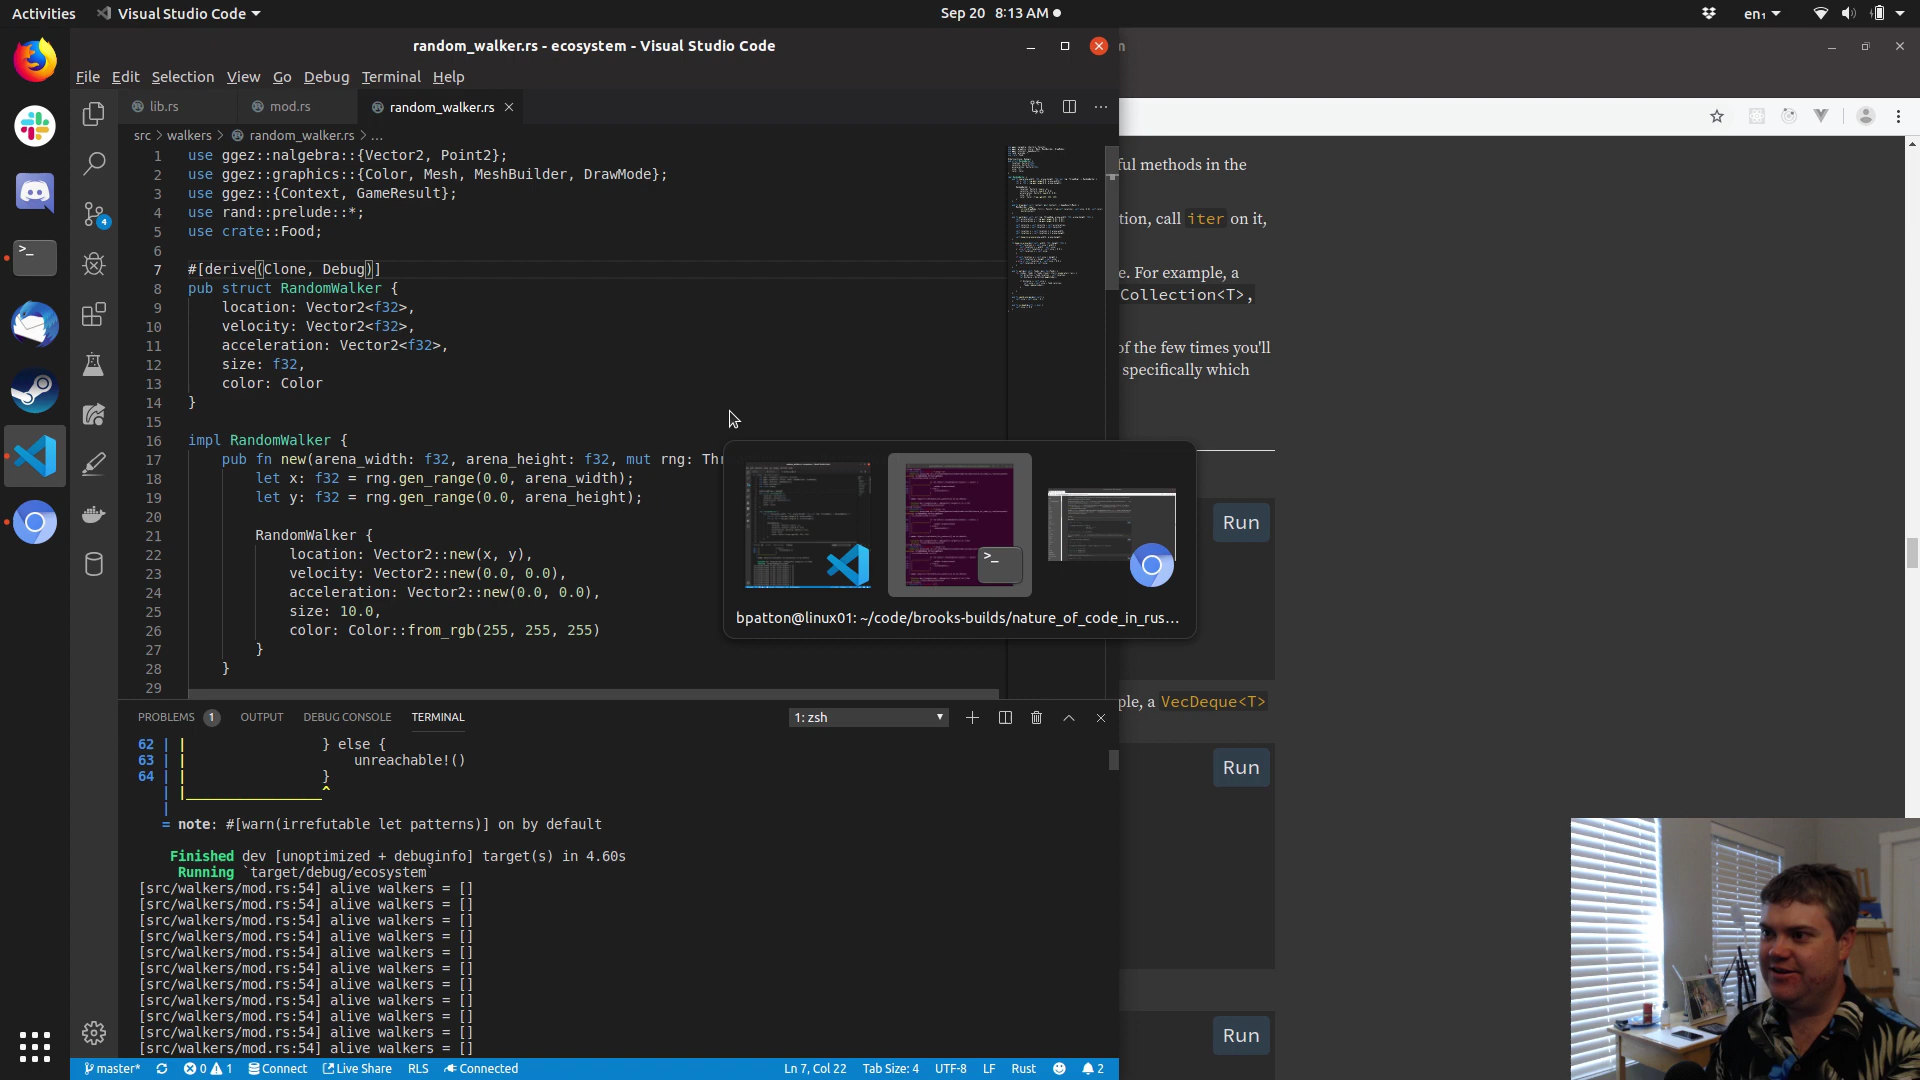 Activities
Visual Studio Code
Sep 20 8:13 AM
en₁
random_walker.rs - ecosystem - Visual Studio Code
File Edit Selection View Go Debug Terminal Help
lib.rs
mod.rs
random_walker.rs
src > walkers > random_walker.rs > ...
1 use ggez::nalgebra::{Vector2, Point2};
2 use ggez::graphics::{Color, Mesh, MeshBuilder, DrawMode};
3 use ggez::{Context, GameResult};
4 use rand::prelude::*;
5 use crate::Food;
6
7 #[derive(Clone, Debug)]
8 pub struct RandomWalker {
9 location: Vector2<f32>,
10 velocity: Vector2<f32>,
11 acceleration: Vector2<f32>,
12 size: f32,
13 color: Color
14 }
15
16 impl RandomWalker {
17 pub fn new(arena_width: f32, arena_height: f32, mut rng: Thr
18 let x: f32 = rng.gen_range(0.0, arena_width);
19 let y: f32 = rng.gen_range(0.0, arena_height);
20
21 RandomWalker {
22 location: Vector2::new(x, y),
23 velocity: Vector2::new(0.0, 0.0),
24 acceleration: Vector2::new(0.0, 0.0),
25 size: 10.0,
26 color: Color::from_rgb(255, 255, 255)
27 }
28 }
29
4
bpatton@linux01: ~/code/brooks-builds/nature_of_code_in_rus...
ful methods in the
tion, call iter on it,
e. For example, a
Collection<T>,
of the few times you'll
specifically which
Run
ple, a VecDeque<T>
Run
Run
PROBLEMS 1 OUTPUT DEBUG CONSOLE TERMINAL
1: zsh
62 | | } else {
63 | | unreachable!()
64 | | }
| |________________^
|
= note: #[warn(irrefutable let patterns)] on by default
Finished dev [unoptimized + debuginfo] target(s) in 4.60s
Running `target/debug/ecosystem`
[src/walkers/mod.rs:54] alive walkers = []
[src/walkers/mod.rs:54] alive walkers = []
[src/walkers/mod.rs:54] alive walkers = []
[src/walkers/mod.rs:54] alive walkers = []
[src/walkers/mod.rs:54] alive walkers = []
[src/walkers/mod.rs:54] alive walkers = []
[src/walkers/mod.rs:54] alive walkers = []
[src/walkers/mod.rs:54] alive walkers = []
[src/walkers/mod.rs:54] alive walkers = []
[src/walkers/mod.rs:54] alive walkers = []
[src/walkers/mod.rs:54] alive walkers = []
master* 0 1 Connect Live Share RLS Connected
Ln 7, Col 22 Tab Size: 4 UTF-8 LF Rust 2